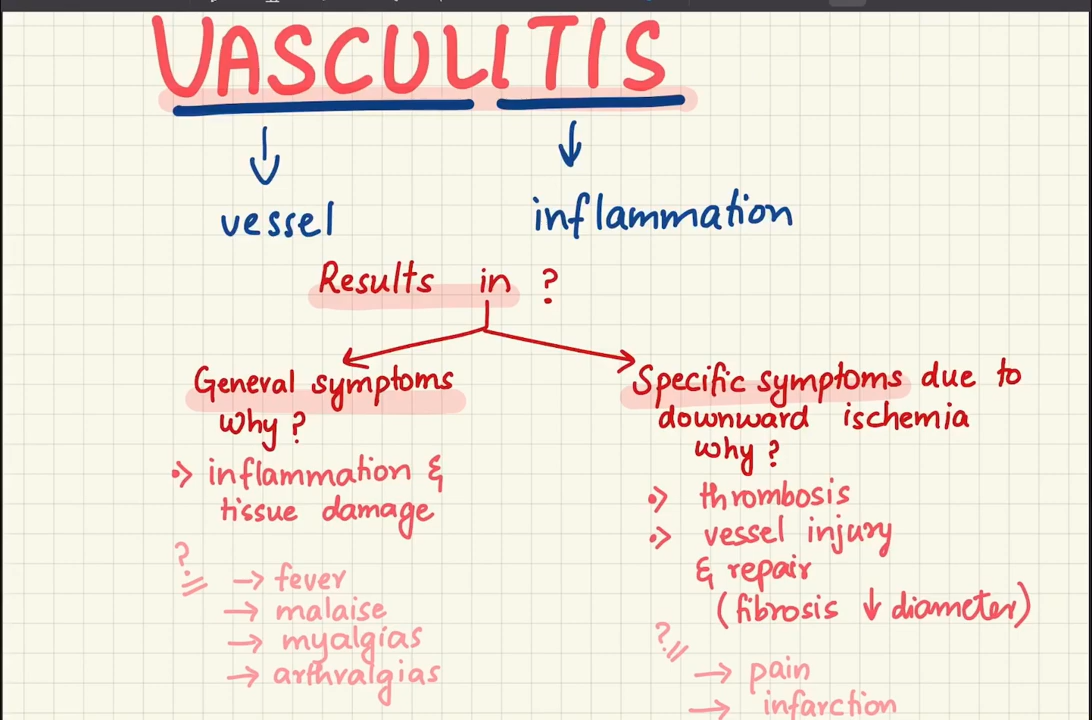 VASCULITIS
↓ ↓
vessel inflammation
Results in ?
General symptoms
why ?
•> inflammation &
tissue damage
?
→ fever
→ malaise
→ myalgias
→ arthralgias
Specific symptoms due to
downward ischemia
why ?
•> thrombosis
•> vessel injury
& repair
(fibrosis ↓ diameter)
?
→ pain
→ infarction